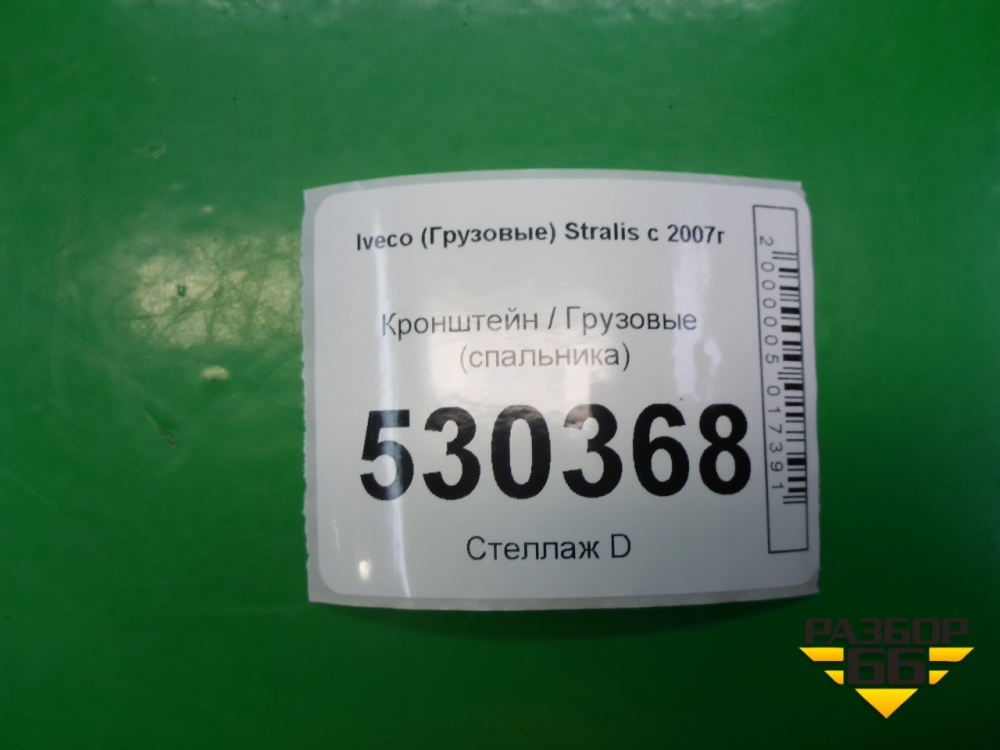 Iveco (Грузовые) Stralis с 2007г
Кронштейн / Грузовые
(спальника)
530368
Стеллаж D
2000005017391
РАЗБОР
66